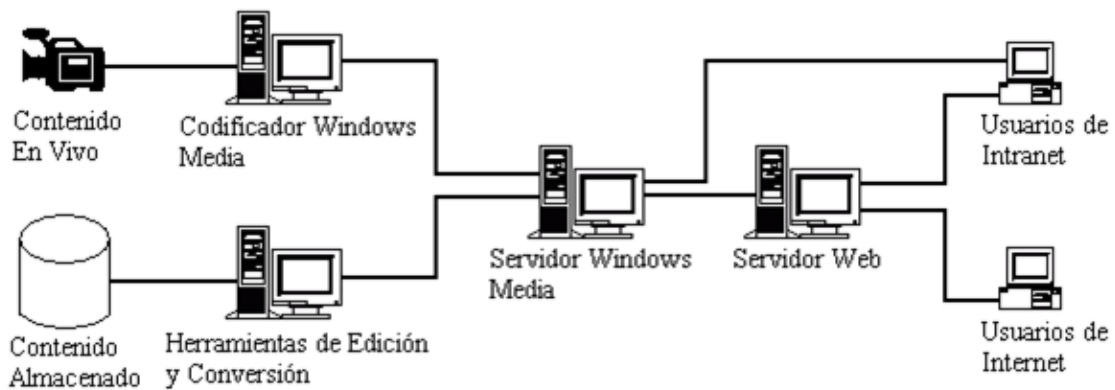 Contenido
En Vivo
Codificador Windows
Media
Usuarios de
Intranet
Servidor Windows
Media
Servidor Web
Contenido
Almacenado
Herramientas de Edición
y Conversión
Usuarios de
Internet